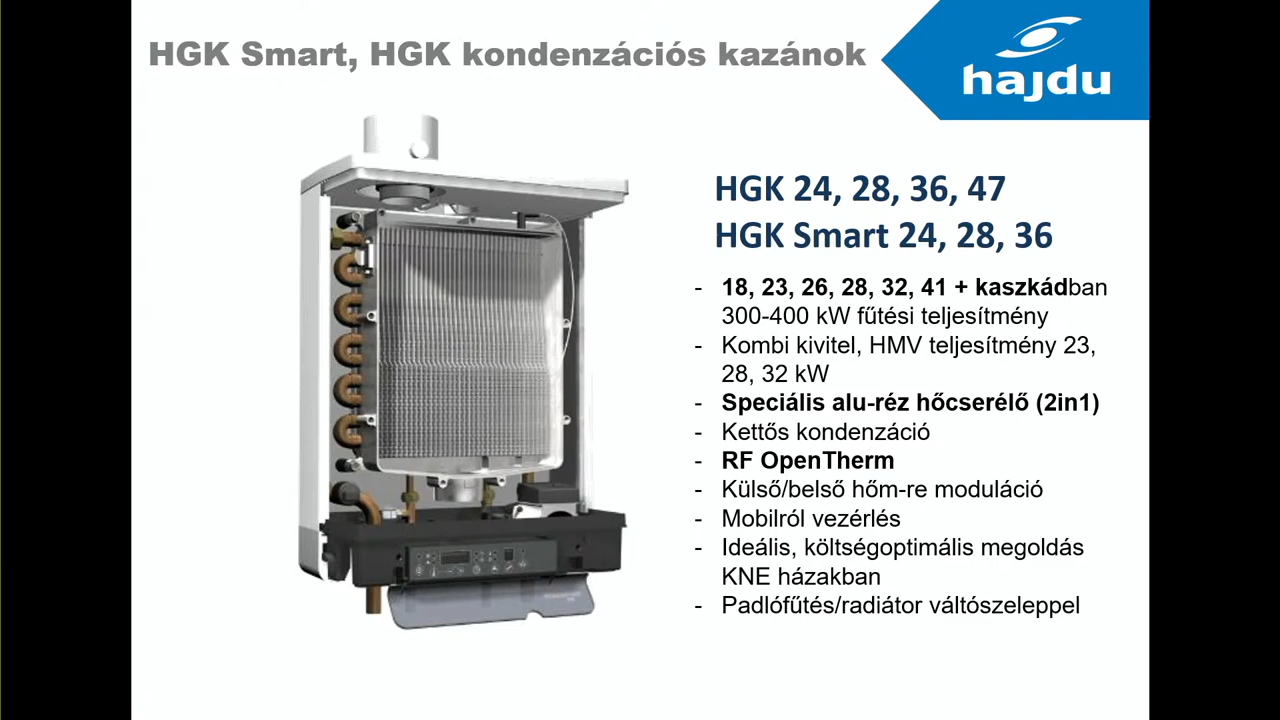 HGK Smart, HGK kondenzációs kazánok
hajdu
HGK 24, 28, 36, 47
HGK Smart 24, 28, 36
- 18, 23, 26, 28, 32, 41 + kaszkádban
300-400 kW fűtési teljesítmény
- Kombi kivitel, HMV teljesítmény 23,
28, 32 kW
- Speciális alu-réz hőcserélő (2in1)
- Kettős kondenzáció
- RF OpenTherm
- Külső/belső hőm-re moduláció
- Mobilról vezérlés
- Ideális, költségoptimális megoldás
KNE házakban
- Padlófűtés/radiátor váltószeleppel